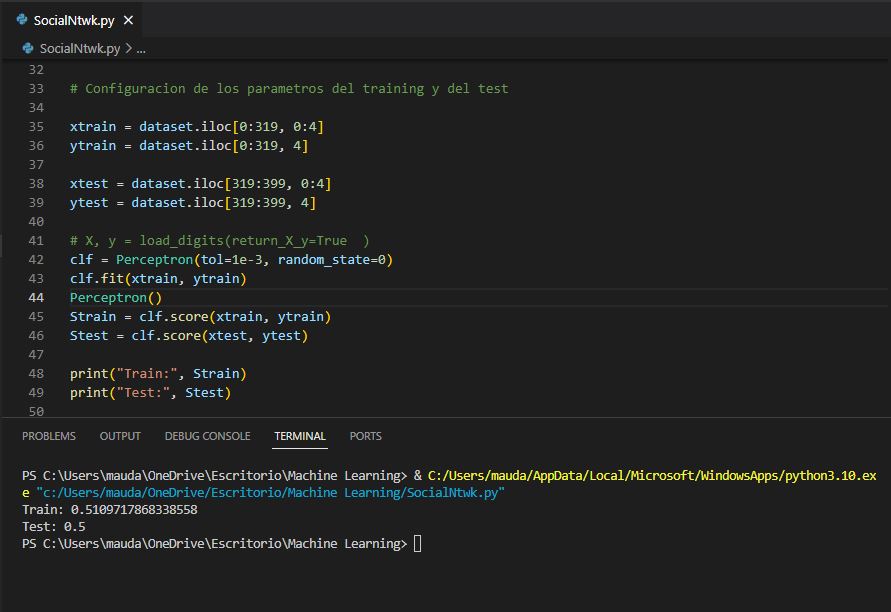 SocialNtwk.py ×
SocialNtwk.py > ...
32
33 # Configuracion de los parametros del training y del test
34
35 xtrain = dataset.iloc[0:319, 0:4]
36 ytrain = dataset.iloc[0:319, 4]
37
38 xtest = dataset.iloc[319:399, 0:4]
39 ytest = dataset.iloc[319:399, 4]
40
41 # X, y = load_digits(return_X_y=True  )
42 clf = Perceptron(tol=1e-3, random_state=0)
43 clf.fit(xtrain, ytrain)
44 Perceptron()
45 Strain = clf.score(xtrain, ytrain)
46 Stest = clf.score(xtest, ytest)
47
48 print("Train:", Strain)
49 print("Test:", Stest)
50
PROBLEMS OUTPUT DEBUG CONSOLE TERMINAL PORTS
PS C:\Users\mauda\OneDrive\Escritorio\Machine Learning> & C:/Users/mauda/AppData/Local/Microsoft/WindowsApps/python3.10.ex
e "c:/Users/mauda/OneDrive/Escritorio/Machine Learning/SocialNtwk.py"
Train: 0.5109717868338558
Test: 0.5
PS C:\Users\mauda\OneDrive\Escritorio\Machine Learning>